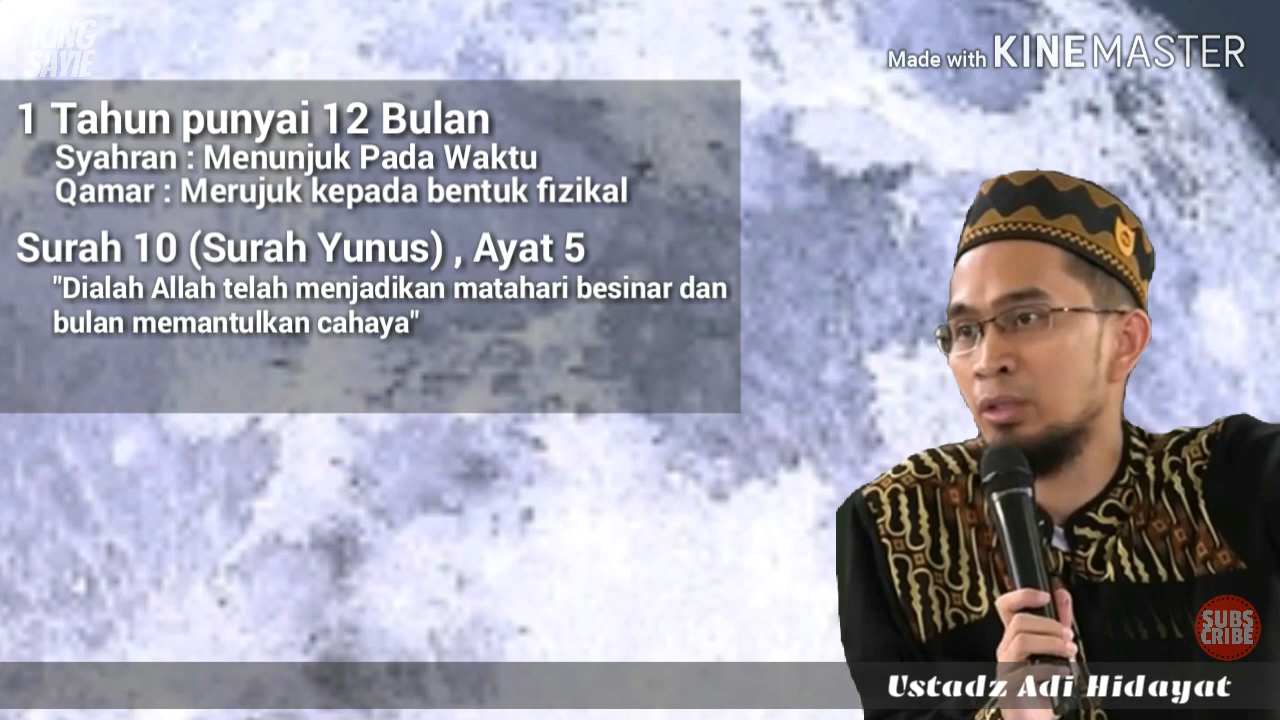 KING
SAYIE
Made with KINEMASTER
1 Tahun punyai 12 Bulan
Syahran : Menunjuk Pada Waktu
Qamar : Merujuk kepada bentuk fizikal
Surah 10 (Surah Yunus) , Ayat 5
"Dialah Allah telah menjadikan matahari besinar dan
bulan memantulkan cahaya"
SUBS
CRIBE
Ustadz Adi Hidayat